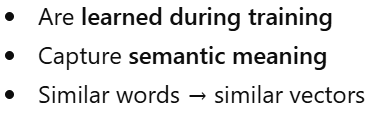 • Are learned during training
• Capture semantic meaning
• Similar words → similar vectors